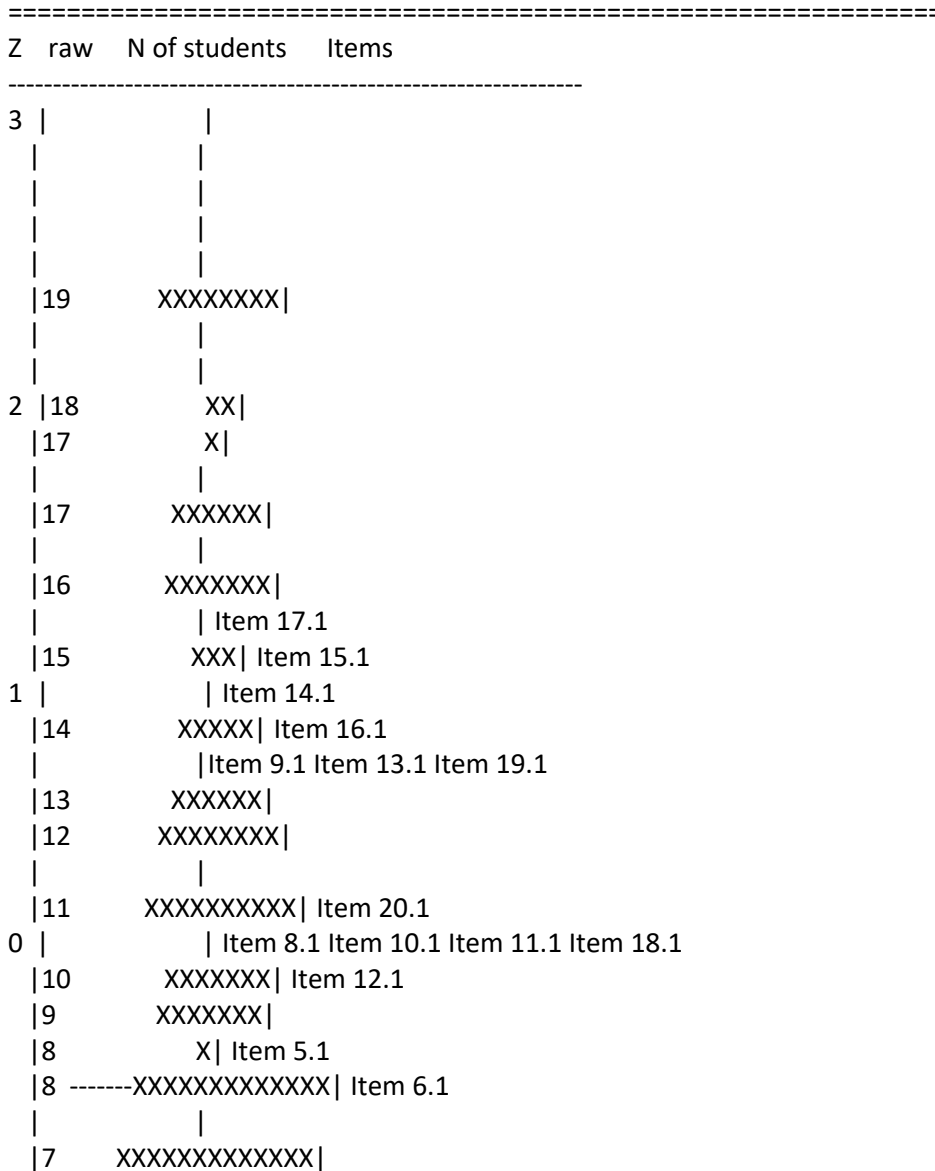 ================================================================
Z raw N of students Items
---------------------------------------------------------------
3 | |
| |
| |
| |
| |
|19 XXXXXXXX|
| |
| |
2 |18 XX|
|17 X|
| |
|17 XXXXXX|
| |
|16 XXXXXXX|
| | Item 17.1
|15 XXX| Item 15.1
1 | | Item 14.1
|14 XXXXX| Item 16.1
| |Item 9.1 Item 13.1 Item 19.1
|13 XXXXXX|
|12 XXXXXXXX|
| |
|11 XXXXXXXXXX| Item 20.1
0 | | Item 8.1 Item 10.1 Item 11.1 Item 18.1
|10 XXXXXXX| Item 12.1
|9 XXXXXXX|
|8 X| Item 5.1
|8 -------XXXXXXXXXXXXX| Item 6.1
| |
|7 XXXXXXXXXXXXX|